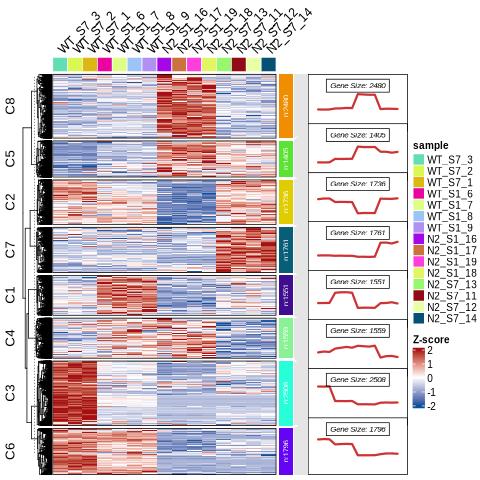 WT_S7_3
WT_S7_2
WT_S7_1
WT_S1_6
WT_S1_7
WT_S1_8
WT_S1_9
N2_S1_16
N2_S1_17
N2_S1_19
N2_S1_18
N2_S7_13
N2_S7_11
N2_S7_12
N2_S7_14
C8
n:2480
Gene Size: 2480
C5
n:1405
Gene Size: 1405
C2
n:1736
Gene Size: 1736
C7
n:1761
Gene Size: 1761
C1
n:1551
Gene Size: 1551
C4
n:1559
Gene Size: 1559
C3
n:2508
Gene Size: 2508
C6
n:1796
Gene Size: 1796
sample
WT_S7_3
WT_S7_2
WT_S7_1
WT_S1_6
WT_S1_7
WT_S1_8
WT_S1_9
N2_S1_16
N2_S1_17
N2_S1_19
N2_S1_18
N2_S7_13
N2_S7_11
N2_S7_12
N2_S7_14
Z-score
2
1
0
-1
-2